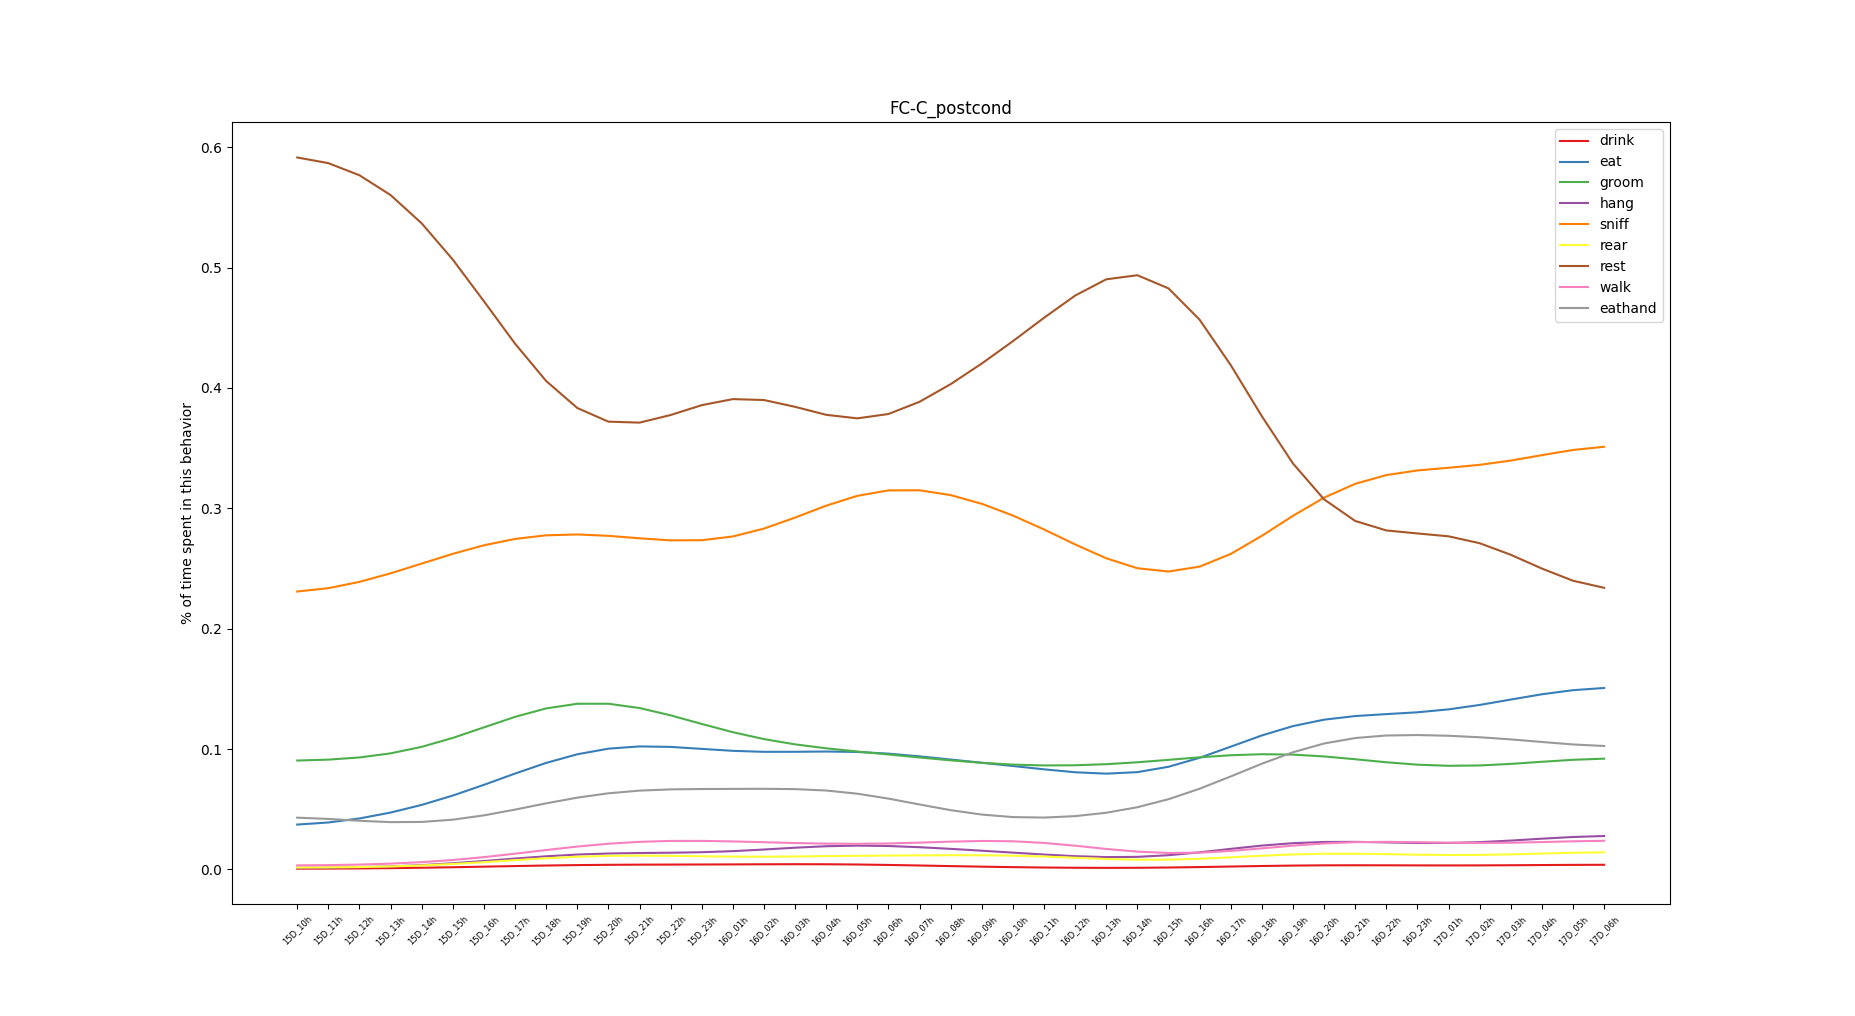 FC-C_postcond
% of time spent in this behavior
0.6
0.5
0.4
0.3
0.2
0.1
0.0
drink
eat
groom
hang
sniff
rear
rest
walk
eathand
15D_10h
15D_11h
15D_12h
15D_13h
15D_14h
15D_15h
15D_16h
15D_17h
15D_18h
15D_19h
15D_20h
15D_21h
15D_22h
15D_23h
16D_01h
16D_02h
16D_03h
16D_04h
16D_05h
16D_06h
16D_07h
16D_08h
16D_09h
16D_10h
16D_11h
16D_12h
16D_13h
16D_14h
16D_15h
16D_16h
16D_17h
16D_18h
16D_19h
16D_20h
16D_21h
16D_22h
16D_23h
17D_01h
17D_02h
17D_03h
17D_04h
17D_05h
17D_06h